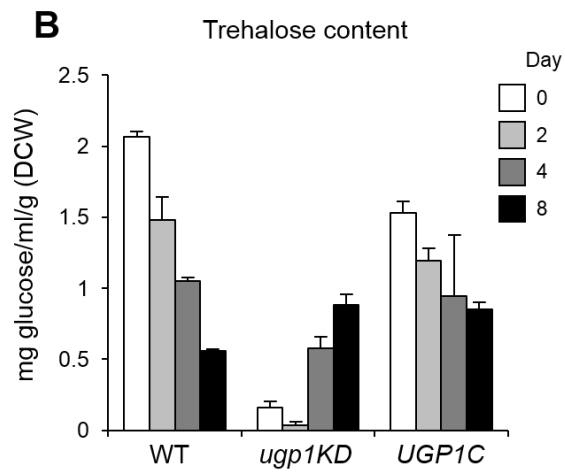 B
Trehalose content
Day
0
2
4
8
mg glucose/ml/g (DCW)
2.5
2
1.5
1
0.5
0
WT
ugp1KD
UGP1C